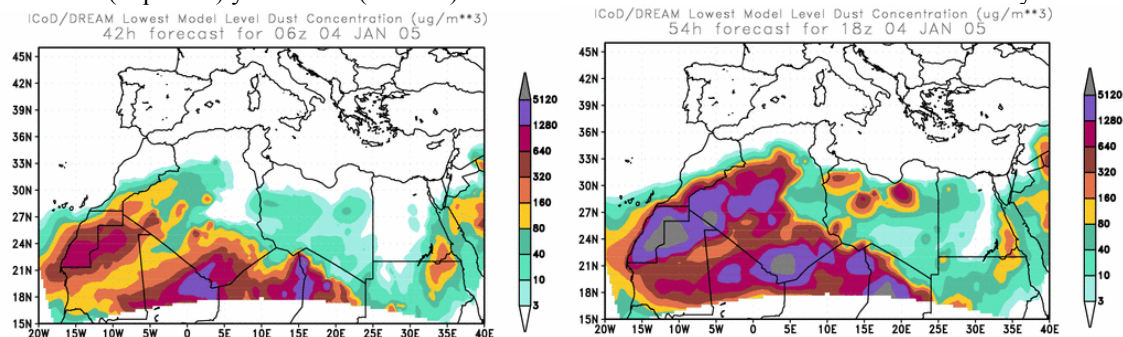 ICoD/DREAM Lowest Model Level Dust Concentration (ug/m**3)
42h forecast for 06z 04 JAN 05
45N
42N
39N
36N
33N
30N
27N
24N
21N
18N
15N
20W 15W 10W 5W 0 5E 10E 15E 20E 25E 30E 35E 40E
5120
1280
640
320
160
80
40
10
3
ICoD/DREAM Lowest Model Level Dust Concentration (ug/m**3)
54h forecast for 18z 04 JAN 05
45N
42N
39N
36N
33N
30N
27N
24N
21N
18N
15N
20W 15W 10W 5W 0 5E 10E 15E 20E 25E 30E 35E 40E
5120
1280
640
320
160
80
40
10
3